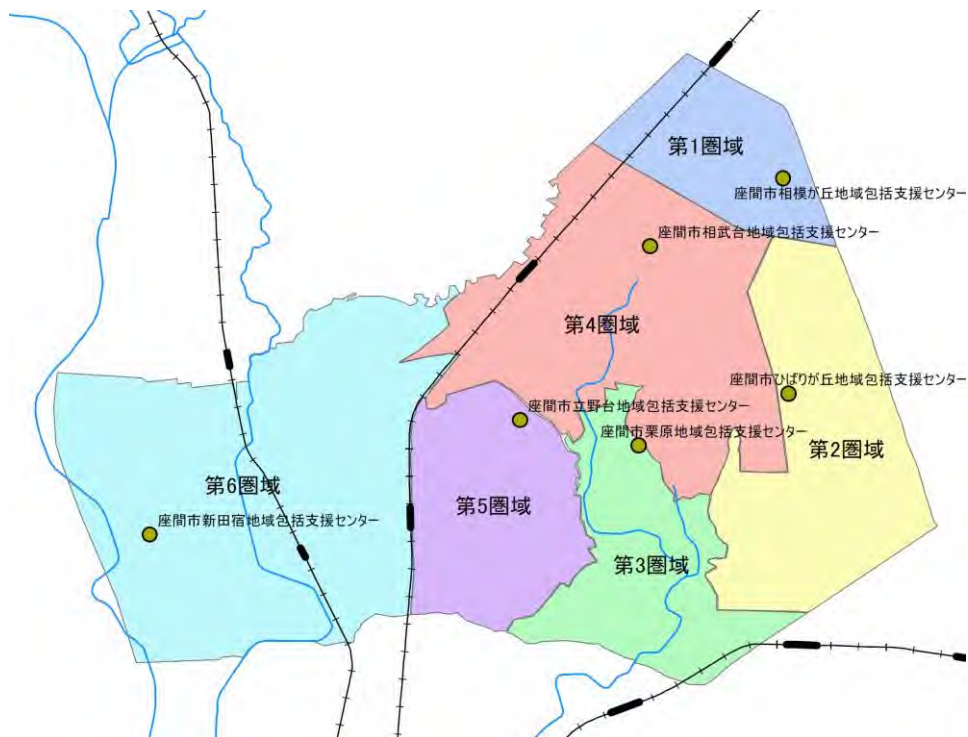 第1圏域
座間市相模が丘地域包括支援センター
座間市相武台地域包括支援センター
第4圏域
座間市ひばりが丘地域包括支援センター
座間市立野台地域包括支援センター
座間市栗原地域包括支援センター
第2圏域
第6圏域
第5圏域
座間市新田宿地域包括支援センター
第3圏域